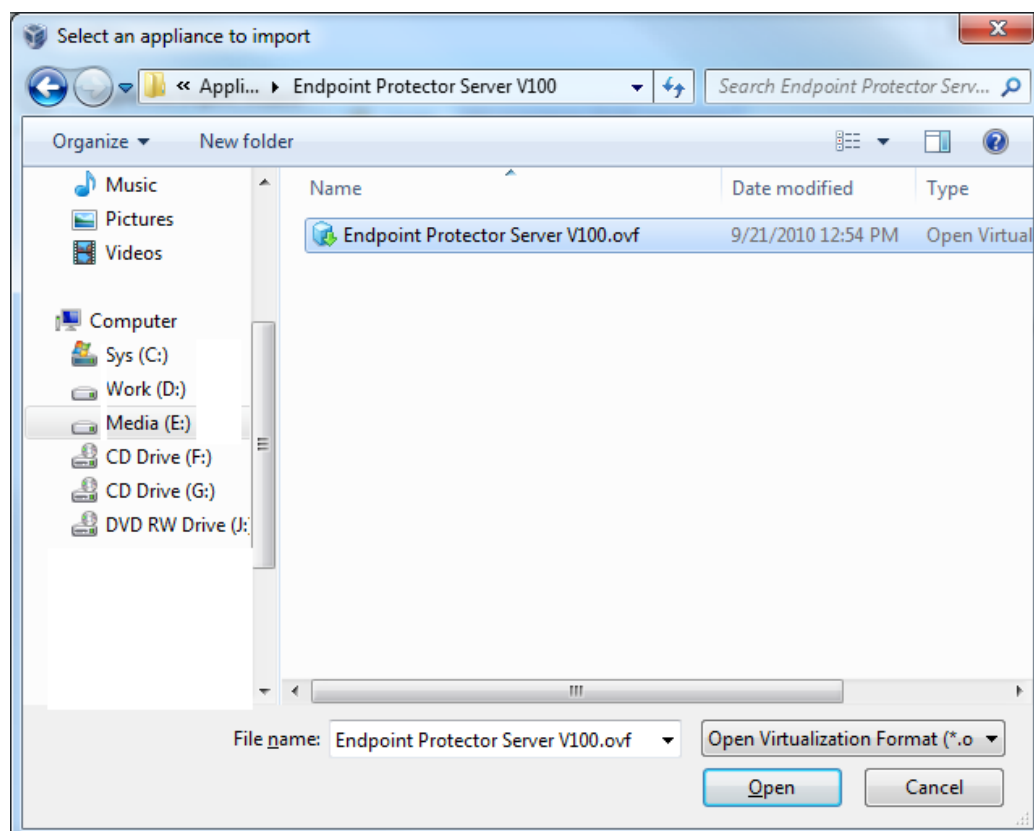 Select an appliance to import
« Appli... Endpoint Protector Server V100 Search Endpoint Protector Serv...
Organize New folder
Music
Pictures
Videos
Computer
Sys (C:)
Work (D:)
Media (E:)
CD Drive (F:)
CD Drive (G:)
DVD RW Drive (J:
Name Date modified Type
Endpoint Protector Server V100.ovf 9/21/2010 12:54 PM Open Virtual
File name: Endpoint Protector Server V100.ovf Open Virtualization Format (*.o
Open Cancel